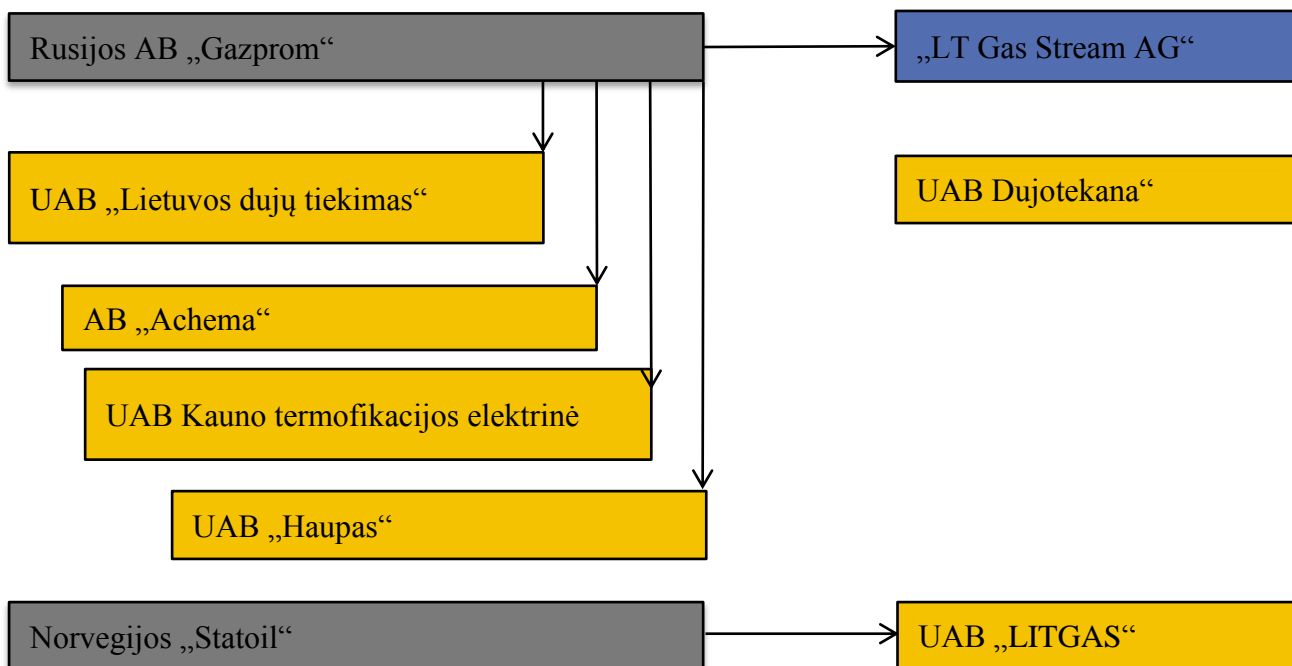 Rusijos AB „Gazprom“
„LT Gas Stream AG“
UAB „Lietuvos dujų tiekimas“
UAB Dujotekana“
AB „Achema“
UAB Kauno termofikacijos elektrinė
UAB „Haupas“
Norvegijos „Statoil“
UAB „LITGAS“